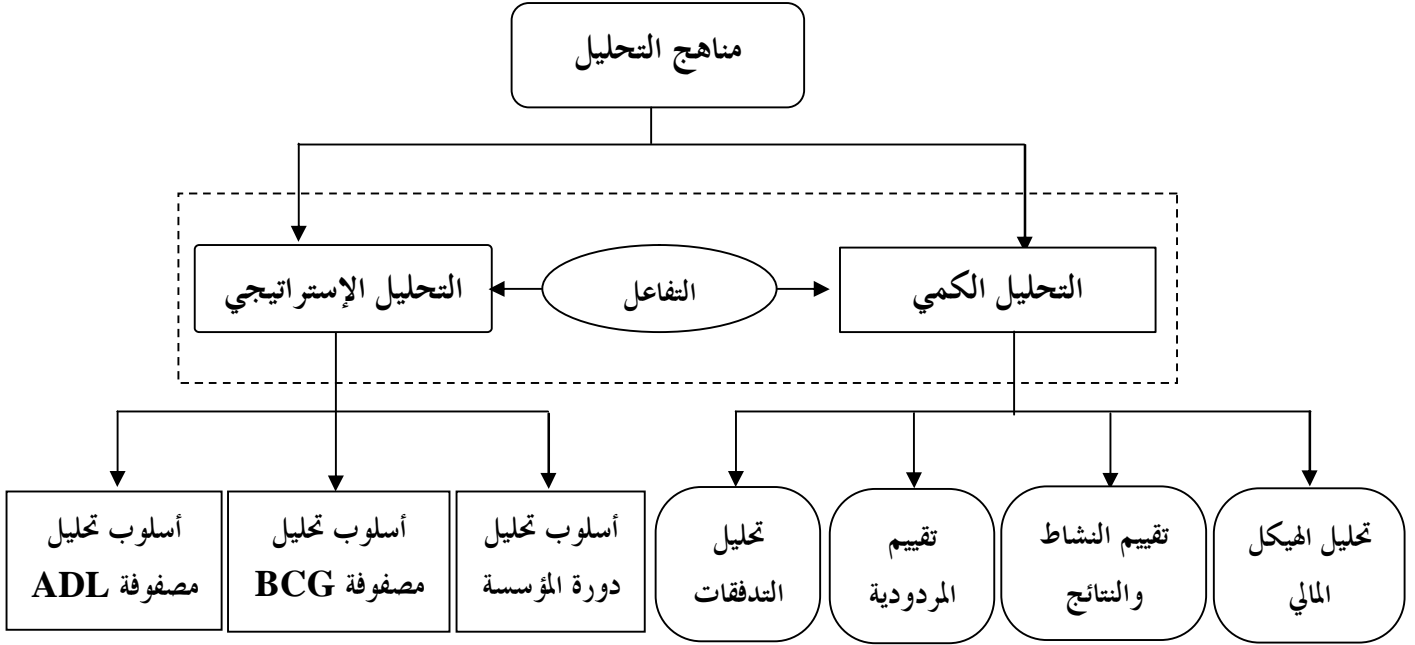 مناهج التحليل
التحليل الكمي
التفاعل
التحليل الإستراتيجي
تحليل الهيكل
المالي
تقييم النشاط
والنتائج
تقييم
المردودية
تحليل
التدفقات
أسلوب تحليل
دورة المؤسسة
أسلوب تحليل
مصفوفة BCG
أسلوب تحليل
مصفوفة ADL